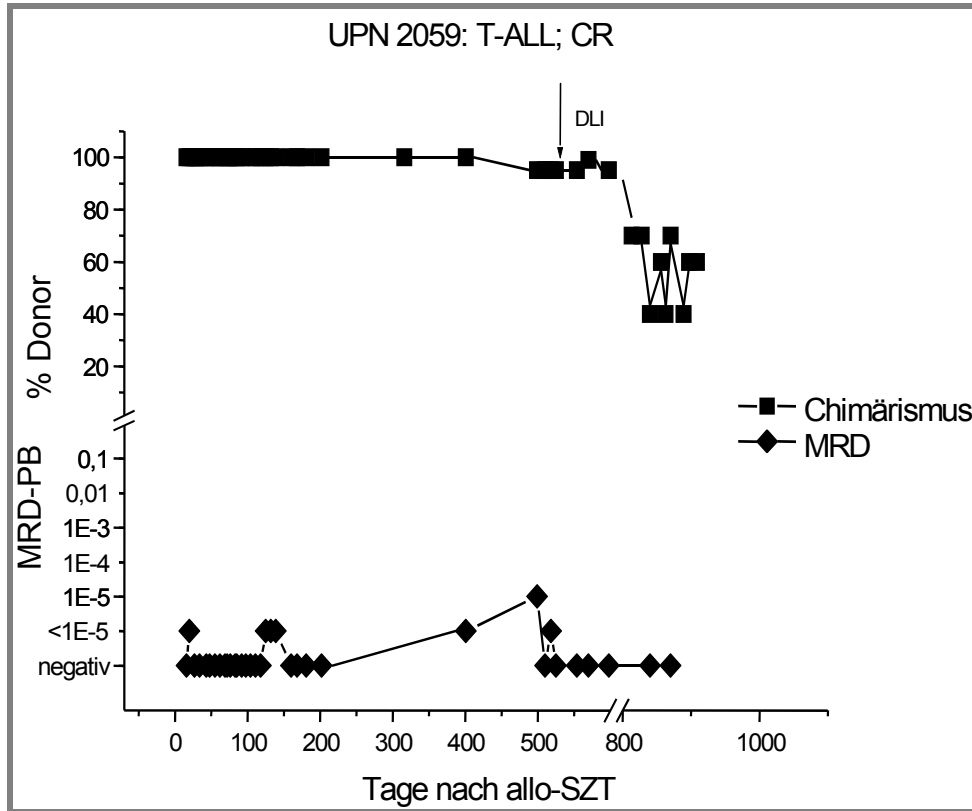 UPN 2059: T-ALL; CR
DLI
100
80
60
40
20
% Donor
Chimärismus
MRD
0,1
0,01
1E-3
1E-4
1E-5
<1E-5
negativ
MRD-PB
0 100 200 300 400 500 800 1000
Tage nach allo-SZT